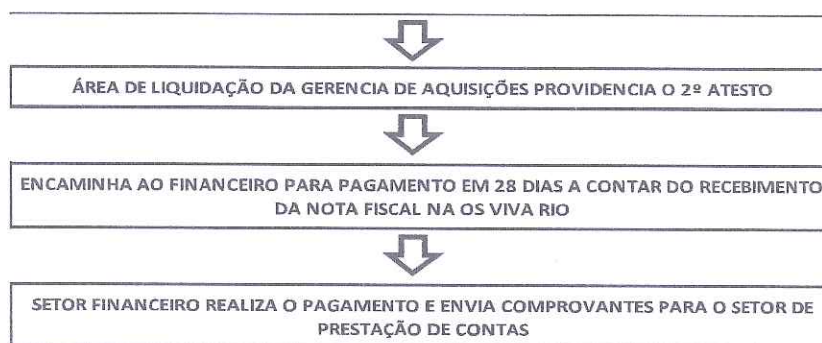 ÁREA DE LIQUIDAÇÃO DA GERENCIA DE AQUISIÇÕES PROVIDENCIA O 2º ATESTO
ENCAMINHA AO FINANCEIRO PARA PAGAMENTO EM 28 DIAS A CONTAR DO RECEBIMENTO
DA NOTA FISCAL NA OS VIVA RIO
SETOR FINANCEIRO REALIZA O PAGAMENTO E ENVIA COMPROVANTES PARA O SETOR DE
PRESTAÇÃO DE CONTAS